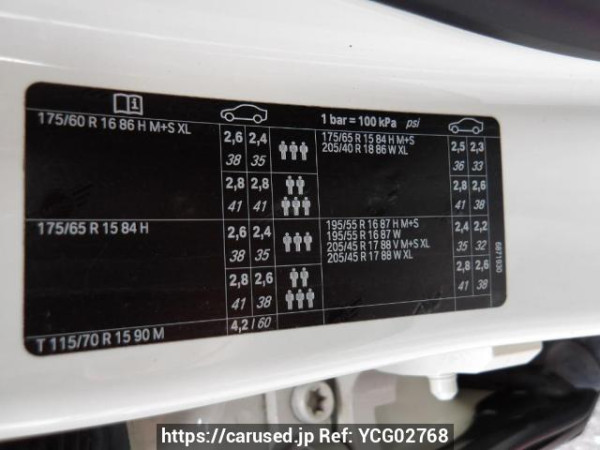 1 bar = 100 kPa psi
175/60 R 16 86 H M+S XL
2,6 2,4
38 35
2,8 2,8
41 41
175/65 R 15 84 H M+S
205/40 R 18 86 W XL
2,5 2,3
36 33
2,8 2,6
41 38
175/65 R 15 84 H
2,6 2,4
38 35
2,8 2,6
41 38
195/55 R 16 87 H M+S
195/55 R 16 87 W
205/45 R 17 88 V M+S XL
205/45 R 17 88 W XL
2,4 2,2
35 32
2,8 2,6
41 38
T 115/70 R 15 90 M
4,2 / 60
6871930
https://carused.jp Ref: YCG02768